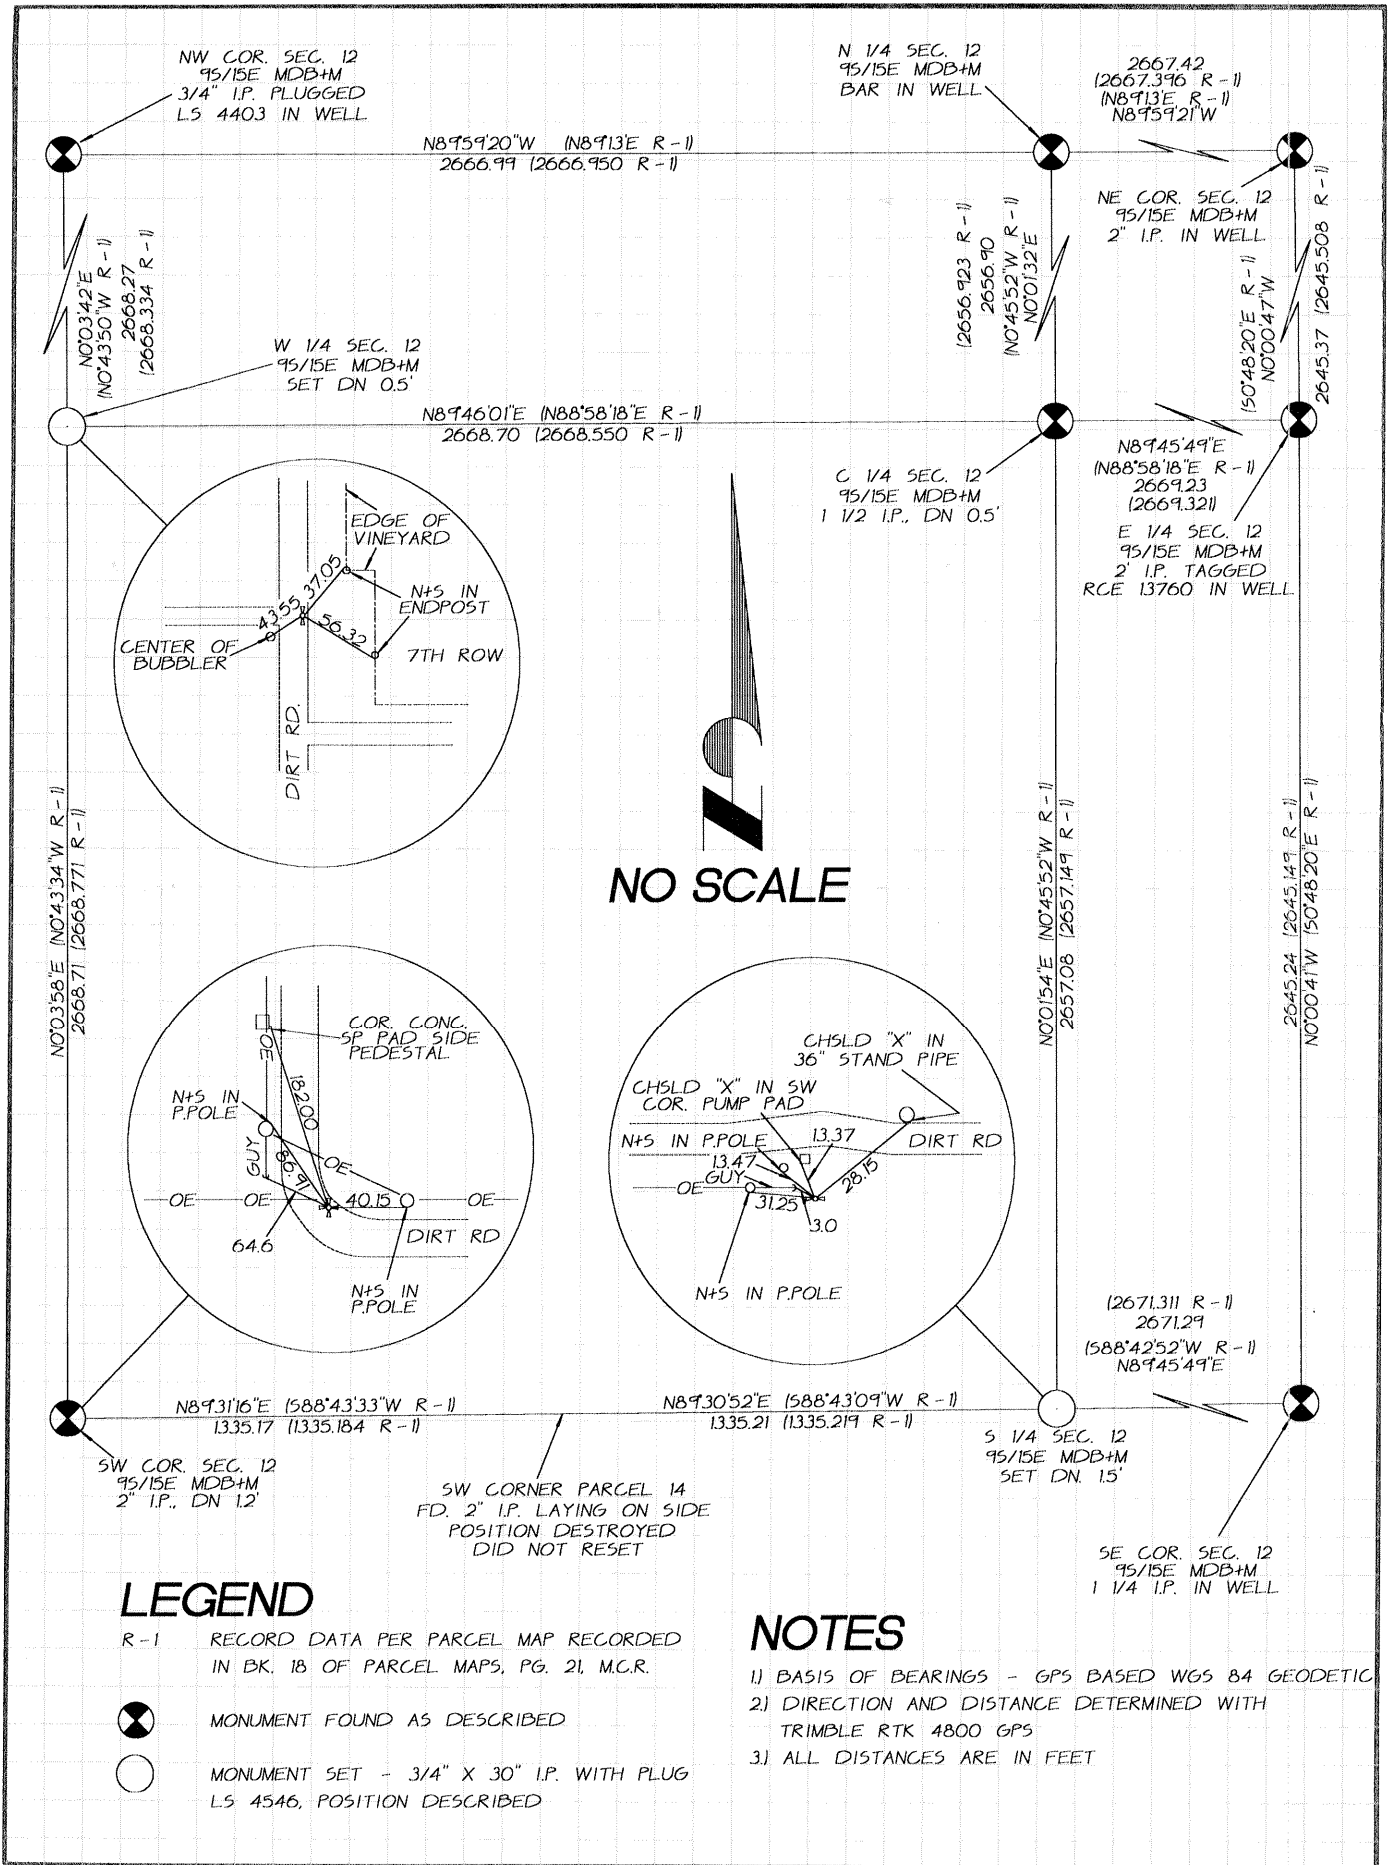 NW COR. SEC. 12
9S/15E MDB+M
3/4" I.P. PLUGGED
LS 4403 IN WELL
N 1/4 SEC. 12
9S/15E MDB+M
BAR IN WELL
2667.42
(2667.396 R-1)
(N89°13'E R-1)
N89°59'21"W
N89°59'20"W (N89°13'E R-1)
2666.99 (2666.950 R-1)
NE COR. SEC. 12
9S/15E MDB+M
2" I.P. IN WELL
N0°03'42"E
(N0°43'50"W R-1)
2668.27
(2668.334 R-1)
(2656.923 R-1)
2656.90
(N0°45'52"W R-1)
N0°01'32"E
(S0°48'20"E R-1)
N0°00'47"W
2645.37 (2645.508 R-1)
W 1/4 SEC. 12
9S/15E MDB+M
SET DN 0.5'
N89°46'01"E (N88°58'18"E R-1)
2668.70 (2668.550 R-1)
C 1/4 SEC. 12
9S/15E MDB+M
1 1/2 I.P., DN 0.5'
N89°45'49"E
(N88°58'18"E R-1)
2669.23
(2669.321)
E 1/4 SEC. 12
9S/15E MDB+M
2' I.P. TAGGED
RCE 13760 IN WELL
EDGE OF
VINEYARD
N+S IN
ENDPOST
37.05
43.55
56.32
CENTER OF
BUBBLER
7TH ROW
DIRT RD.
NO SCALE
N0°03'58"E (N0°43'34"W R-1)
2668.71 (2668.771 R-1)
N0°01'54"E (N0°45'52"W R-1)
2657.08 (2657.149 R-1)
2645.24 (2645.149 R-1)
N0°00'41"W (S0°48'20"E R-1)
COR. CONC.
SP PAD SIDE
PEDESTAL
OE
182.00
N+S IN
P.POLE
GUY
86.91
OE
OE
OE
40.15
OE
64.6
DIRT RD
N+S IN
P.POLE
CHSLD "X" IN
36" STAND PIPE
CHSLD "X" IN SW
COR. PUMP PAD
N+S IN P.POLE
13.37
DIRT RD
13.47
GUY
OE
28.15
31.25
3.0
N+S IN P.POLE
(2671.311 R-1)
2671.29
(S88°42'52"W R-1)
N89°45'49"E
N89°31'16"E (S88°43'33"W R-1)
1335.17 (1335.184 R-1)
N89°30'52"E (S88°43'09"W R-1)
1335.21 (1335.219 R-1)
SW COR. SEC. 12
9S/15E MDB+M
2" I.P., DN 1.2'
SW CORNER PARCEL 14
FD. 2" I.P. LAYING ON SIDE
POSITION DESTROYED
DID NOT RESET
S 1/4 SEC. 12
9S/15E MDB+M
SET DN. 1.5'
SE COR. SEC. 12
9S/15E MDB+M
1 1/4 I.P. IN WELL
LEGEND
R-1 RECORD DATA PER PARCEL MAP RECORDED
IN BK. 18 OF PARCEL MAPS, PG. 21, M.C.R.
MONUMENT FOUND AS DESCRIBED
MONUMENT SET - 3/4" X 30" I.P. WITH PLUG
LS 4546, POSITION DESCRIBED
NOTES
1.) BASIS OF BEARINGS - GPS BASED WGS 84 GEODETIC
2.) DIRECTION AND DISTANCE DETERMINED WITH
TRIMBLE RTK 4800 GPS
3.) ALL DISTANCES ARE IN FEET